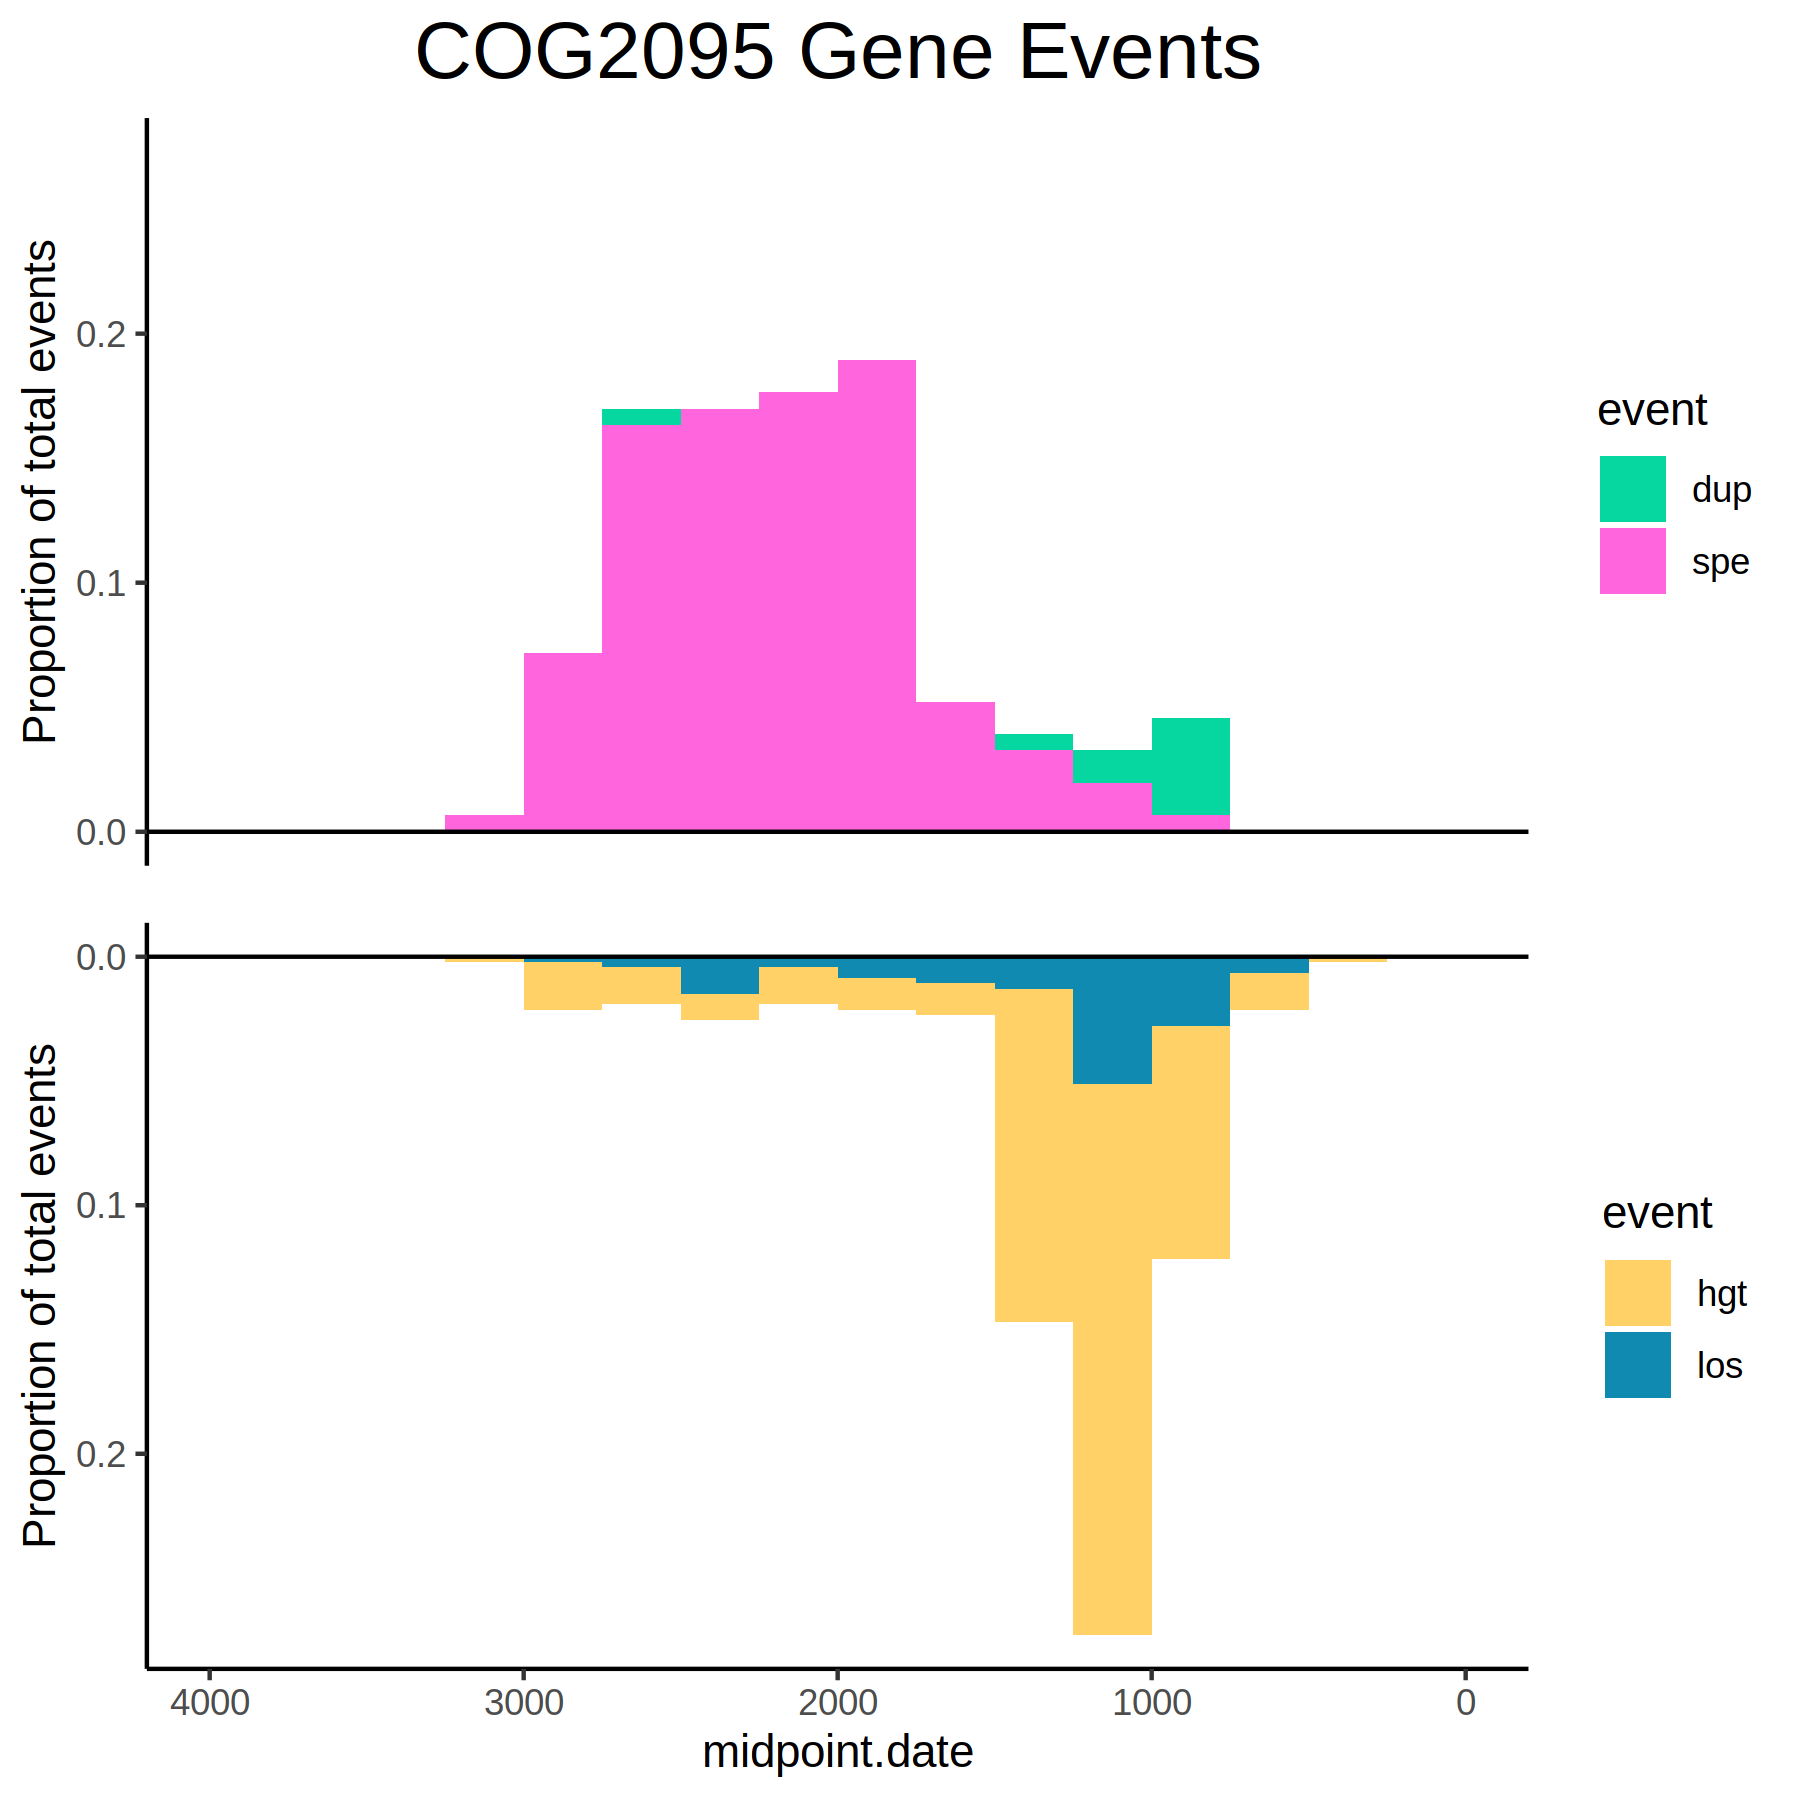 COG2095 Gene Events
Proportion of total events
0.2
0.1
0.0
event
dup
spe
Proportion of total events
0.0
0.1
0.2
event
hgt
los
4000 3000 2000 1000 0
midpoint.date